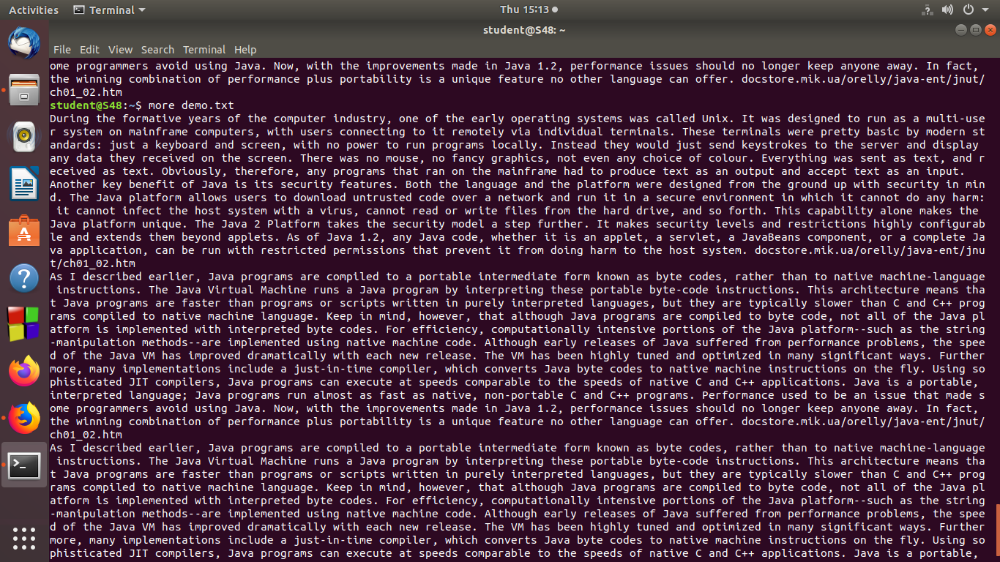 Activities Terminal Thu 15:13
student@S48: ~
File Edit View Search Terminal Help
ome programmers avoid using Java. Now, with the improvements made in Java 1.2, performance issues should no longer keep anyone away. In fact,
the winning combination of performance plus portability is a unique feature no other language can offer. docstore.mik.ua/orelly/java-ent/jnut/
ch01_02.htm
student@S48:~$ more demo.txt
During the formative years of the computer industry, one of the early operating systems was called Unix. It was designed to run as a multi-use
r system on mainframe computers, with users connecting to it remotely via individual terminals. These terminals were pretty basic by modern st
andards: just a keyboard and screen, with no power to run programs locally. Instead they would just send keystrokes to the server and display
any data they received on the screen. There was no mouse, no fancy graphics, not even any choice of colour. Everything was sent as text, and r
eceived as text. Obviously, therefore, any programs that ran on the mainframe had to produce text as an output and accept text as an input.
Another key benefit of Java is its security features. Both the language and the platform were designed from the ground up with security in min
d. The Java platform allows users to download untrusted code over a network and run it in a secure environment in which it cannot do any harm:
 it cannot infect the host system with a virus, cannot read or write files from the hard drive, and so forth. This capability alone makes the
Java platform unique. The Java 2 Platform takes the security model a step further. It makes security levels and restrictions highly configurab
le and extends them beyond applets. As of Java 1.2, any Java code, whether it is an applet, a servlet, a JavaBeans component, or a complete Ja
va application, can be run with restricted permissions that prevent it from doing harm to the host system. docstore.mik.ua/orelly/java-ent/jnu
t/ch01_02.htm
As I described earlier, Java programs are compiled to a portable intermediate form known as byte codes, rather than to native machine-language
 instructions. The Java Virtual Machine runs a Java program by interpreting these portable byte-code instructions. This architecture means tha
t Java programs are faster than programs or scripts written in purely interpreted languages, but they are typically slower than C and C++ prog
rams compiled to native machine language. Keep in mind, however, that although Java programs are compiled to byte code, not all of the Java pl
atform is implemented with interpreted byte codes. For efficiency, computationally intensive portions of the Java platform--such as the string
-manipulation methods--are implemented using native machine code. Although early releases of Java suffered from performance problems, the spee
d of the Java VM has improved dramatically with each new release. The VM has been highly tuned and optimized in many significant ways. Further
more, many implementations include a just-in-time compiler, which converts Java byte codes to native machine instructions on the fly. Using so
phisticated JIT compilers, Java programs can execute at speeds comparable to the speeds of native C and C++ applications. Java is a portable,
interpreted language; Java programs run almost as fast as native, non-portable C and C++ programs. Performance used to be an issue that made s
ome programmers avoid using Java. Now, with the improvements made in Java 1.2, performance issues should no longer keep anyone away. In fact,
the winning combination of performance plus portability is a unique feature no other language can offer. docstore.mik.ua/orelly/java-ent/jnut/
ch01_02.htm
As I described earlier, Java programs are compiled to a portable intermediate form known as byte codes, rather than to native machine-language
 instructions. The Java Virtual Machine runs a Java program by interpreting these portable byte-code instructions. This architecture means tha
t Java programs are faster than programs or scripts written in purely interpreted languages, but they are typically slower than C and C++ prog
rams compiled to native machine language. Keep in mind, however, that although Java programs are compiled to byte code, not all of the Java pl
atform is implemented with interpreted byte codes. For efficiency, computationally intensive portions of the Java platform--such as the string
-manipulation methods--are implemented using native machine code. Although early releases of Java suffered from performance problems, the spee
d of the Java VM has improved dramatically with each new release. The VM has been highly tuned and optimized in many significant ways. Further
more, many implementations include a just-in-time compiler, which converts Java byte codes to native machine instructions on the fly. Using so
phisticated JIT compilers, Java programs can execute at speeds comparable to the speeds of native C and C++ applications. Java is a portable,